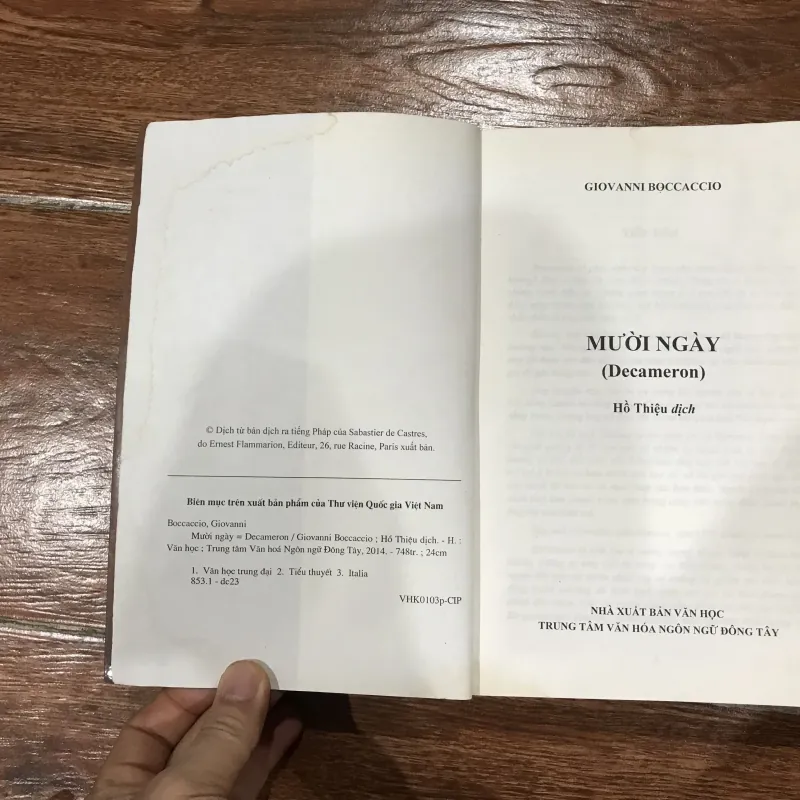 © Dịch từ bản dịch ra tiếng Pháp của Sabastier de Castres,
do Ernest Flammarion, Editeur, 26, rue Racine, Paris xuất bản.
Biên mục trên xuất bản phẩm của Thư viện Quốc gia Việt Nam
Boccaccio, Giovanni
Mười ngày = Decameron / Giovanni Boccaccio ; Hồ Thiệu dịch. - H. :
Văn học ; Trung tâm Văn hoá Ngôn ngữ Đông Tây, 2014. - 748tr. ; 24cm
1. Văn học trung đại 2. Tiểu thuyết 3. Italia
853.1 - dc23
VHK0103p-CIP
GIOVANNI BOCCACCIO
MƯỜI NGÀY
(Decameron)
Hồ Thiệu dịch
NHÀ XUẤT BẢN VĂN HỌC
TRUNG TÂM VĂN HÓA NGÔN NGỮ ĐÔNG TÂY